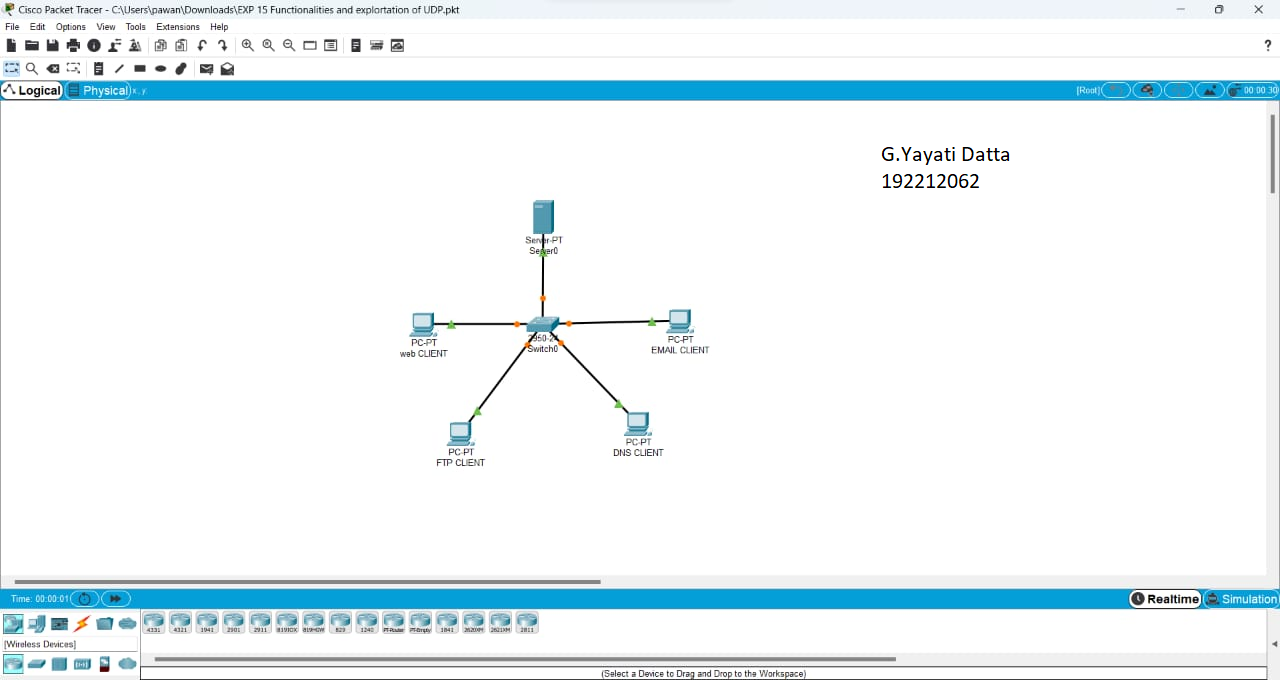 Cisco Packet Tracer - C:\Users\pawan\Downloads\EXP 15 Functionalities and explortation of UDP.pkt
File Edit Options View Tools Extensions Help
?
Logical Physical x, y [Root] 00:00:30
G.Yayati Datta
192212062
Server-PT
Server0
2950-24
Switch0
PC-PT
web CLIENT
PC-PT
EMAIL CLIENT
PC-PT
FTP CLIENT
PC-PT
DNS CLIENT
Time: 00:00:01 Realtime Simulation
4331 4321 1941 2901 2911 819IOX 819HGW 829 1240 PT-Router PT-Empty 1841 2620XM 2621XM 2811
[Wireless Devices]
(Select a Device to Drag and Drop to the Workspace)